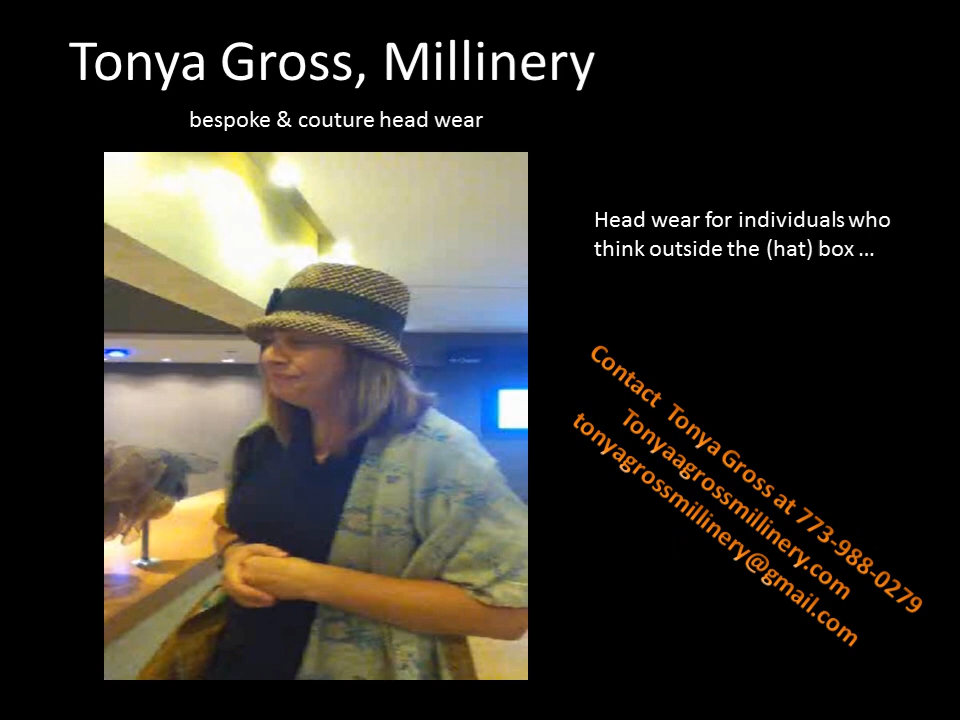 Tonya Gross, Millinery
bespoke & couture head wear
Head wear for individuals who
think outside the (hat) box ...
Contact Tonya Gross at 773-988-0279
Tonyaagrossmillinery.com
tonyagrossmillinery@gmail.com